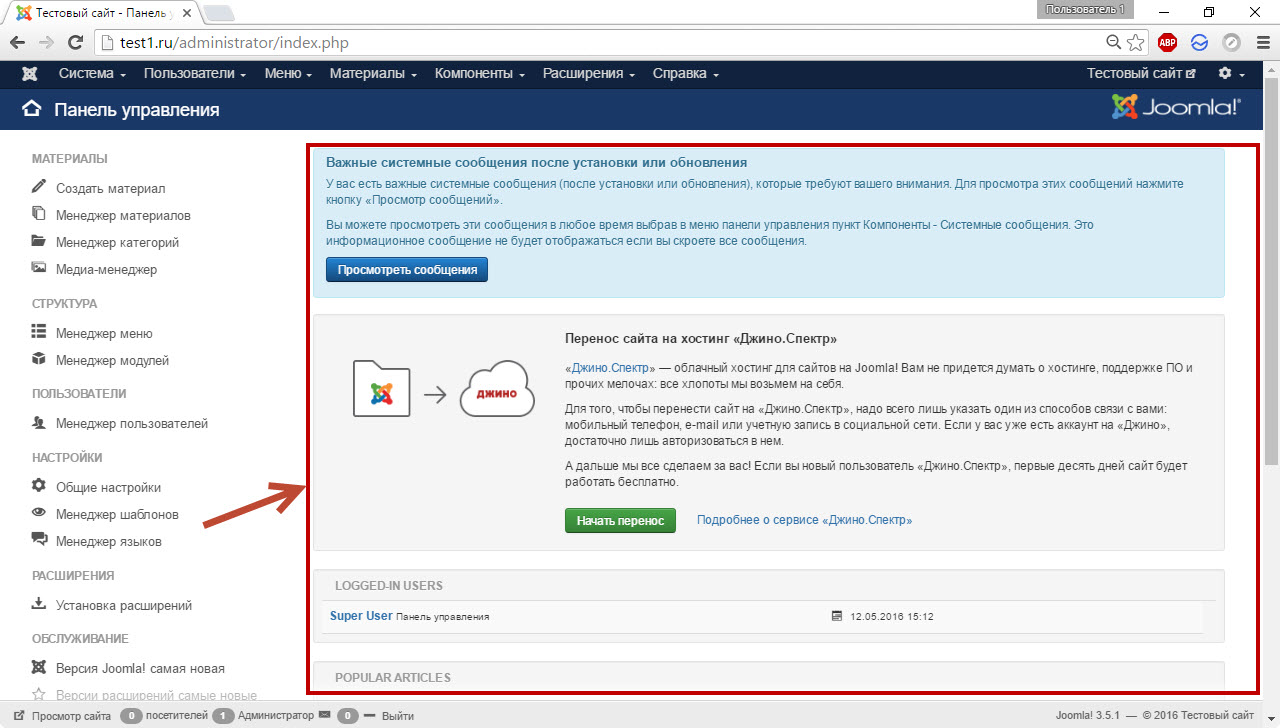 Тестовый сайт - Панель у
Пользователь 1
test1.ru/administrator/index.php
ABP
Система Пользователи Меню Материалы Компоненты Расширения Справка Тестовый сайт
Панель управления
Joomla!
МАТЕРИАЛЫ
Создать материал
Менеджер материалов
Менеджер категорий
Медиа-менеджер
СТРУКТУРА
Менеджер меню
Менеджер модулей
ПОЛЬЗОВАТЕЛИ
Менеджер пользователей
НАСТРОЙКИ
Общие настройки
Менеджер шаблонов
Менеджер языков
РАСШИРЕНИЯ
Установка расширений
ОБСЛУЖИВАНИЕ
Версия Joomla! самая новая
Версии расширений самые новые
Важные системные сообщения после установки или обновления
У вас есть важные системные сообщения (после установки или обновления), которые требуют вашего внимания. Для просмотра этих сообщений нажмите
кнопку «Просмотр сообщений».
Вы можете просмотреть эти сообщения в любое время выбрав в меню панели управления пункт Компоненты - Системные сообщения. Это
информационное сообщение не будет отображаться если вы скроете все сообщения.
Просмотреть сообщения
джино
Перенос сайта на хостинг «Джино.Спектр»
«Джино.Спектр» — облачный хостинг для сайтов на Joomla! Вам не придется думать о хостинге, поддержке ПО и
прочих мелочах: все хлопоты мы возьмем на себя.
Для того, чтобы перенести сайт на «Джино.Спектр», надо всего лишь указать один из способов связи с вами:
мобильный телефон, e-mail или учетную запись в социальной сети. Если у вас уже есть аккаунт на «Джино»,
достаточно лишь авторизоваться в нем.
А дальше мы все сделаем за вас! Если вы новый пользователь «Джино.Спектр», первые десять дней сайт будет
работать бесплатно.
Начать перенос Подробнее о сервисе «Джино.Спектр»
LOGGED-IN USERS
Super User Панель управления 12.05.2016 15:12
POPULAR ARTICLES
Просмотр сайта 0 посетителей 1 Администратор 0 Выйти Joomla! 3.5.1 — © 2016 Тестовый сайт